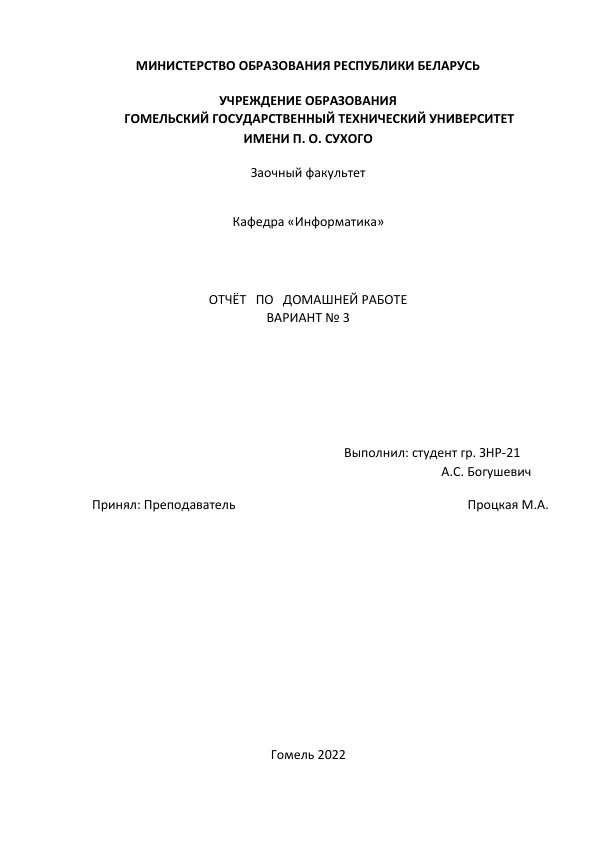 МИНИСТЕРСТВО ОБРАЗОВАНИЯ РЕСПУБЛИКИ БЕЛАРУСЬ
УЧРЕЖДЕНИЕ ОБРАЗОВАНИЯ
ГОМЕЛЬСКИЙ ГОСУДАРСТВЕННЫЙ ТЕХНИЧЕСКИЙ УНИВЕРСИТЕТ
ИМЕНИ П. О. СУХОГО
Заочный факультет
Кафедра «Информатика»
ОТЧЁТ ПО ДОМАШНЕЙ РАБОТЕ
ВАРИАНТ № 3
Выполнил: студент гр. ЗНР-21
А.С. Богушевич
Принял: Преподаватель Процкая М.А.
Гомель 2022